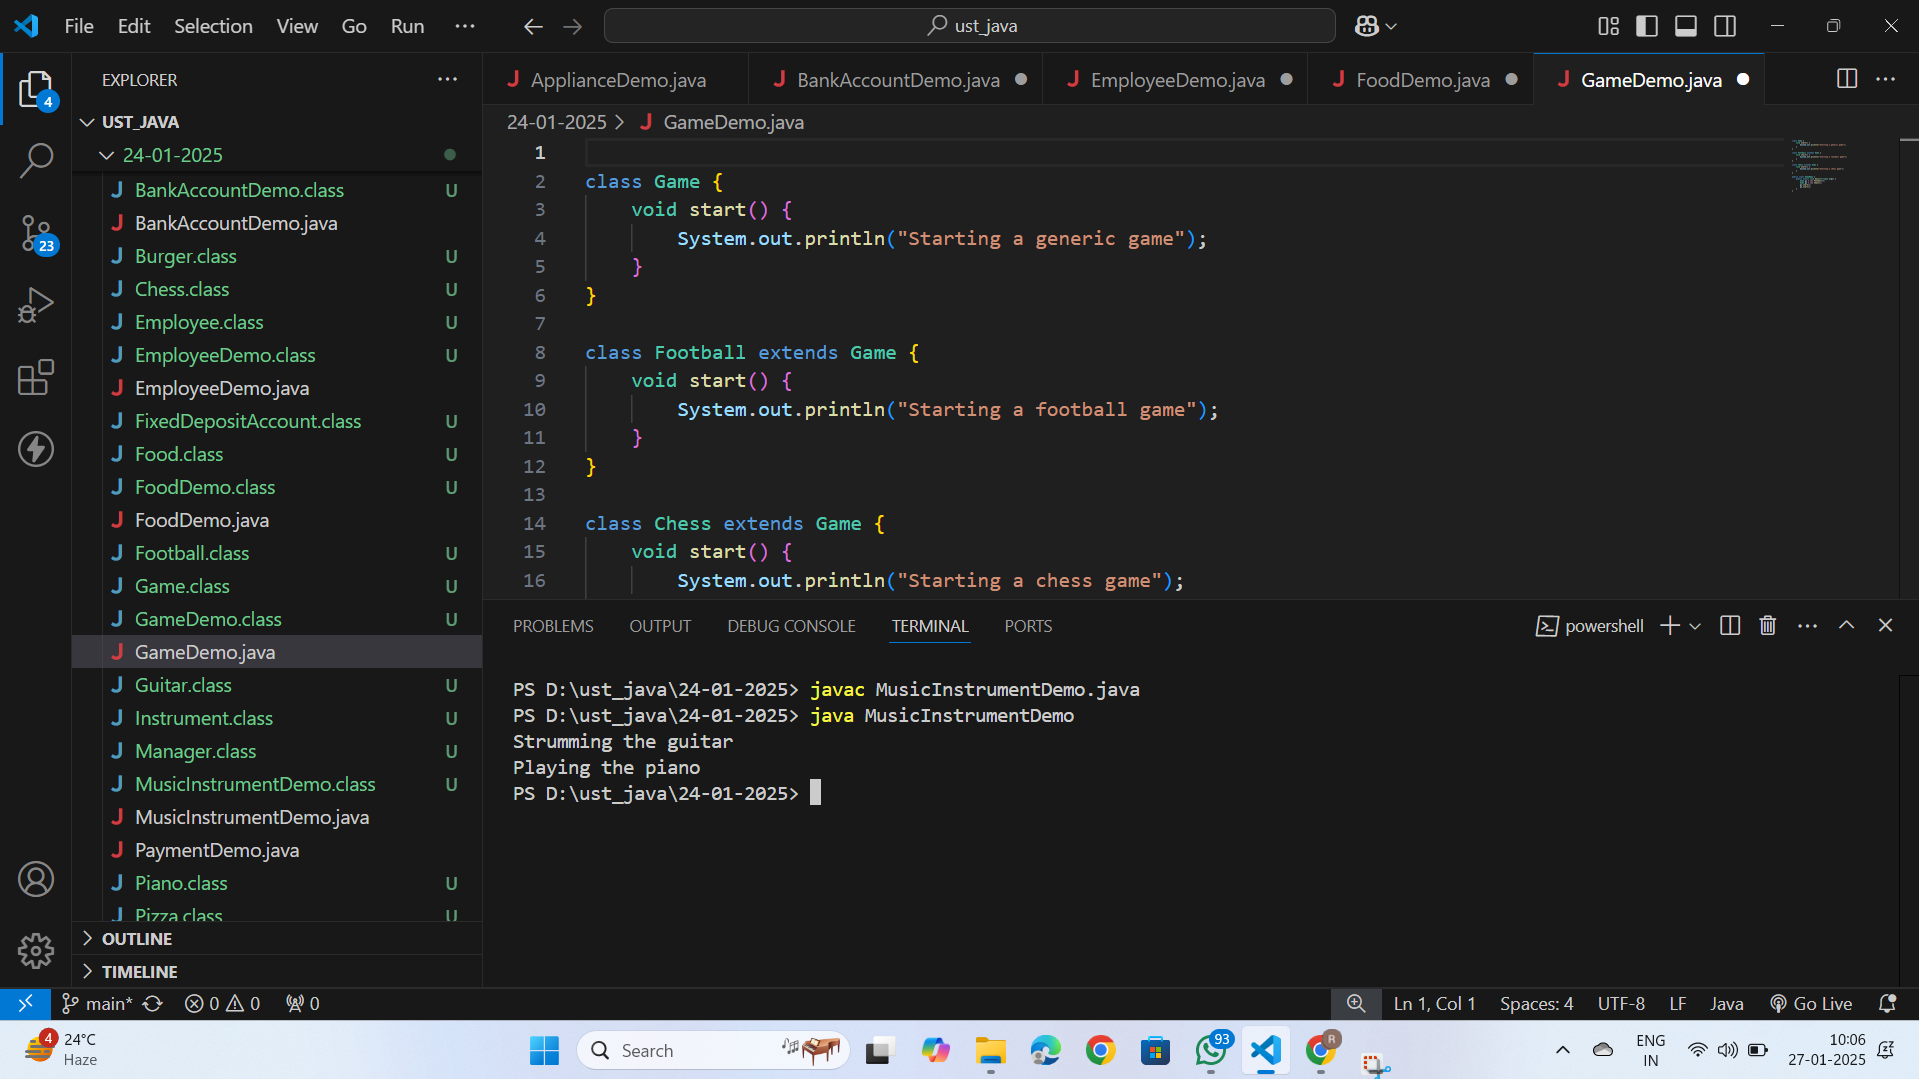 File Edit Selection View Go Run
ust_java
EXPLORER
ApplianceDemo.java
BankAccountDemo.java
EmployeeDemo.java
FoodDemo.java
GameDemo.java
4
UST_JAVA
24-01-2025
GameDemo.java
24-01-2025
BankAccountDemo.class U
BankAccountDemo.java
Burger.class U
Chess.class U
Employee.class U
EmployeeDemo.class U
EmployeeDemo.java
FixedDepositAccount.class U
Food.class U
FoodDemo.class U
FoodDemo.java
Football.class U
Game.class U
GameDemo.class U
GameDemo.java
Guitar.class U
Instrument.class U
Manager.class U
MusicInstrumentDemo.class U
MusicInstrumentDemo.java
PaymentDemo.java
Piano.class U
Pizza.class U
23
OUTLINE
TIMELINE
1
2 class Game {
3 void start() {
4 System.out.println("Starting a generic game");
5 }
6 }
7
8 class Football extends Game {
9 void start() {
10 System.out.println("Starting a football game");
11 }
12 }
13
14 class Chess extends Game {
15 void start() {
16 System.out.println("Starting a chess game");
PROBLEMS OUTPUT DEBUG CONSOLE TERMINAL PORTS
powershell
PS D:\ust_java\24-01-2025> javac MusicInstrumentDemo.java
PS D:\ust_java\24-01-2025> java MusicInstrumentDemo
Strumming the guitar
Playing the piano
PS D:\ust_java\24-01-2025>
main* 0 0 0
Ln 1, Col 1 Spaces: 4 UTF-8 LF Java Go Live
4
24°C
Haze
Search
93
R
ENG
IN
10:06
27-01-2025